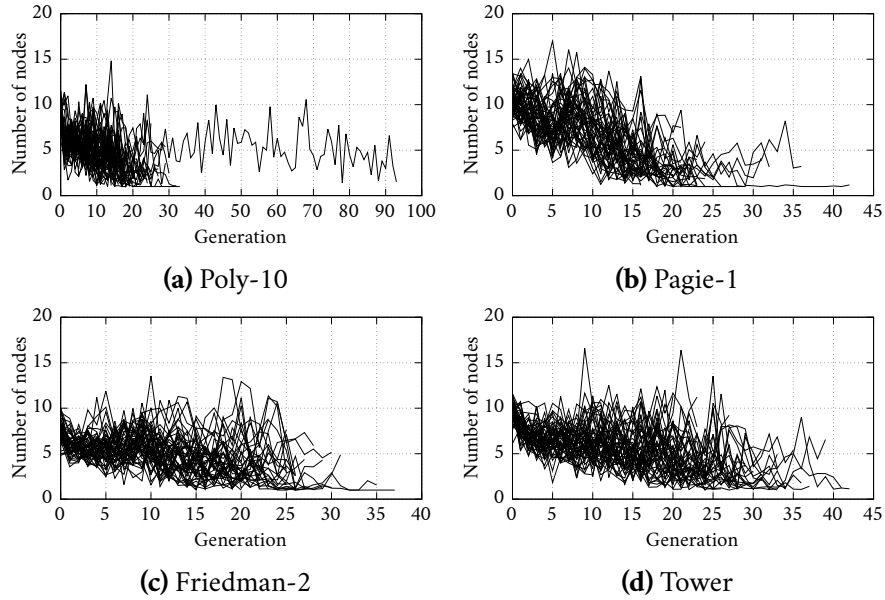 20
15
10
5
0
Number of nodes
0 10 20 30 40 50 60 70 80 90 100
Generation
(a) Poly-10
20
15
10
5
0
Number of nodes
0 5 10 15 20 25 30 35 40 45
Generation
(b) Pagie-1
20
15
10
5
0
Number of nodes
0 5 10 15 20 25 30 35 40
Generation
(c) Friedman-2
20
15
10
5
0
Number of nodes
0 5 10 15 20 25 30 35 40 45
Generation
(d) Tower